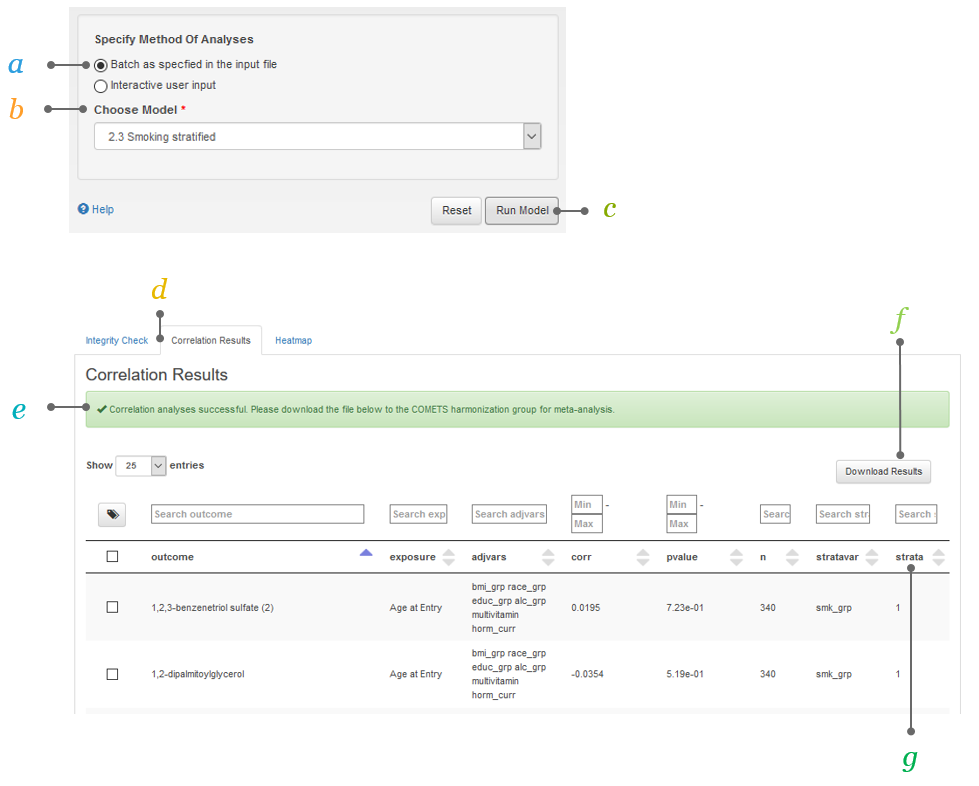 Specify Method Of Analyses
a
Batch as specfied in the input file
Interactive user input
b
Choose Model *
2.3 Smoking stratified
? Help
Reset
Run Model
c
d
f
Integrity Check
Correlation Results
Heatmap
Correlation Results
e
Correlation analyses successful. Please download the file below to the COMETS harmonization group for meta-analysis.
Show 25 entries
Download Results
Search outcome
Search exp
Search adjvars
Min -
Max
Min -
Max
Searc
Search str
Search
outcome exposure adjvars corr pvalue n stratavar strata
1,2,3-benzenetriol sulfate (2) Age at Entry
bmi_grp race_grp
educ_grp alc_grp
multivitamin
horm_curr
0.0195 7.23e-01 340 smk_grp 1
1,2-dipalmitoylglycerol Age at Entry
bmi_grp race_grp
educ_grp alc_grp
multivitamin
horm_curr
-0.0354 5.19e-01 340 smk_grp 1
g